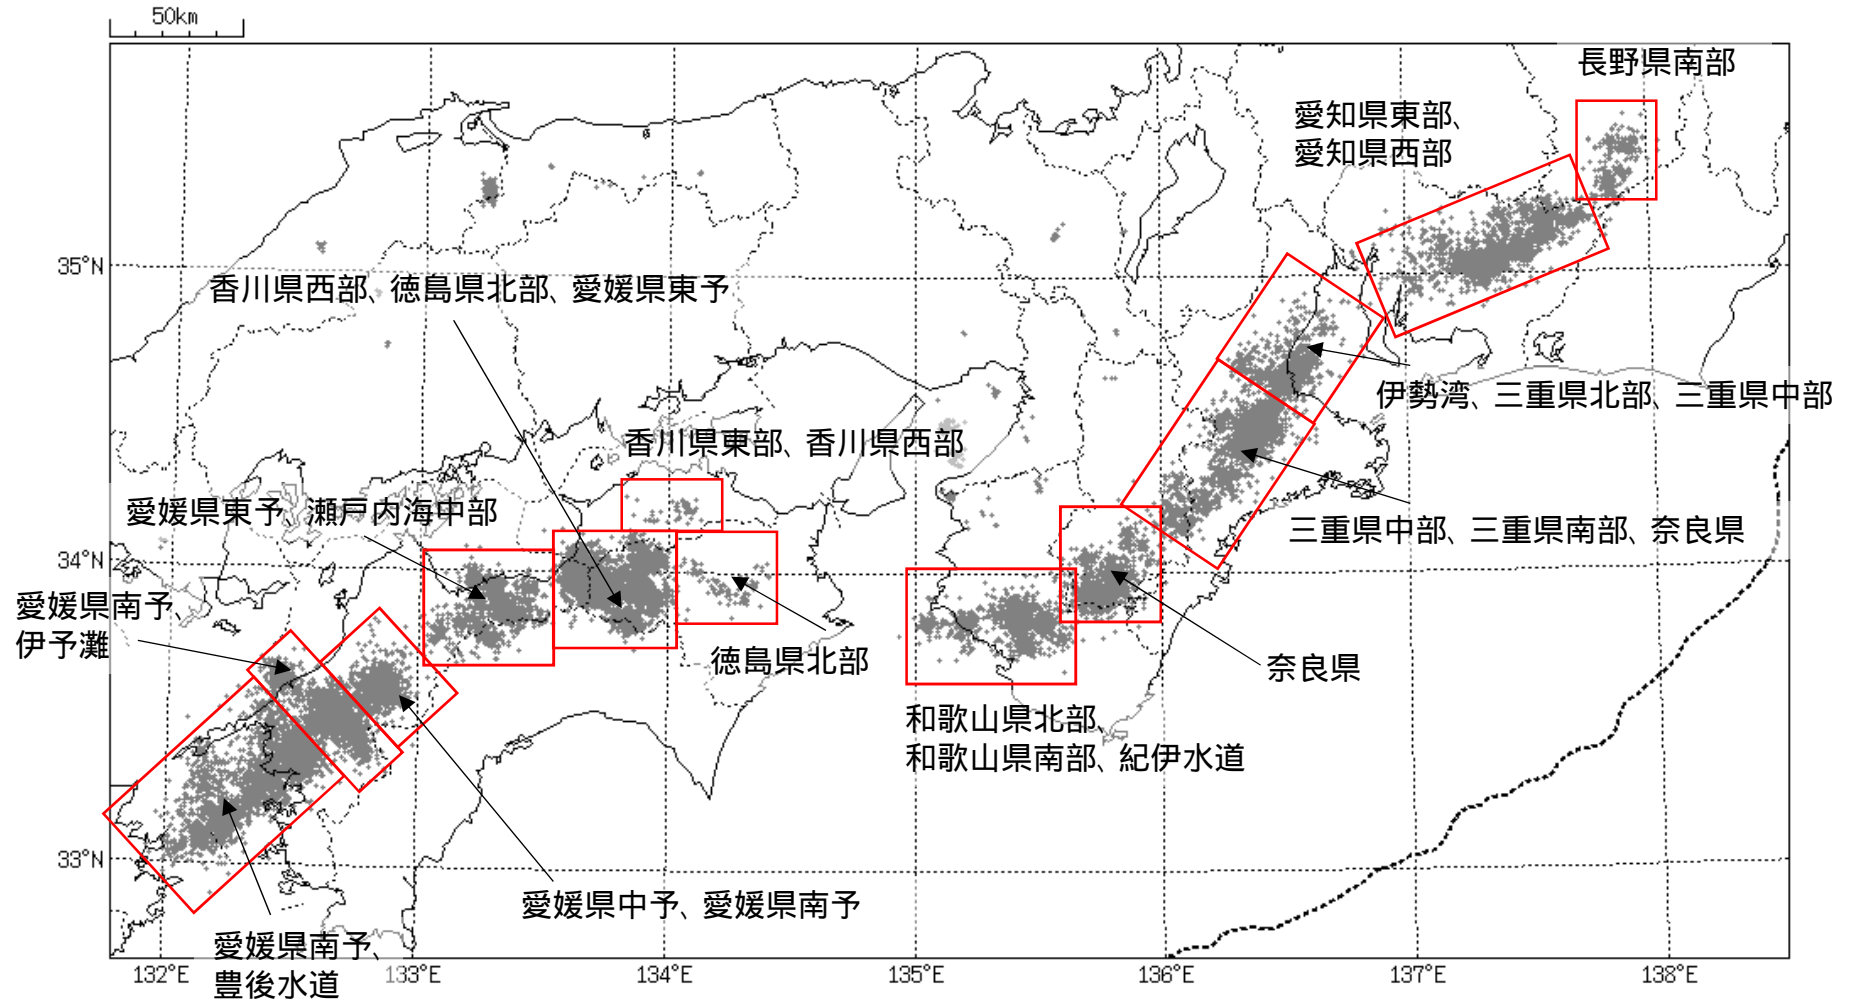 50km
長野県南部
愛知県東部、
愛知県西部
35°N
香川県西部、徳島県北部、愛媛県東予
伊勢湾、三重県北部、三重県中部
香川県東部、香川県西部
愛媛県東予、瀬戸内海中部
三重県中部、三重県南部、奈良県
34°N
愛媛県南予、
伊予灘
徳島県北部
奈良県
和歌山県北部、
和歌山県南部、紀伊水道
33°N
愛媛県中予、愛媛県南予
愛媛県南予、
豊後水道
132°E 133°E 134°E 135°E 136°E 137°E 138°E